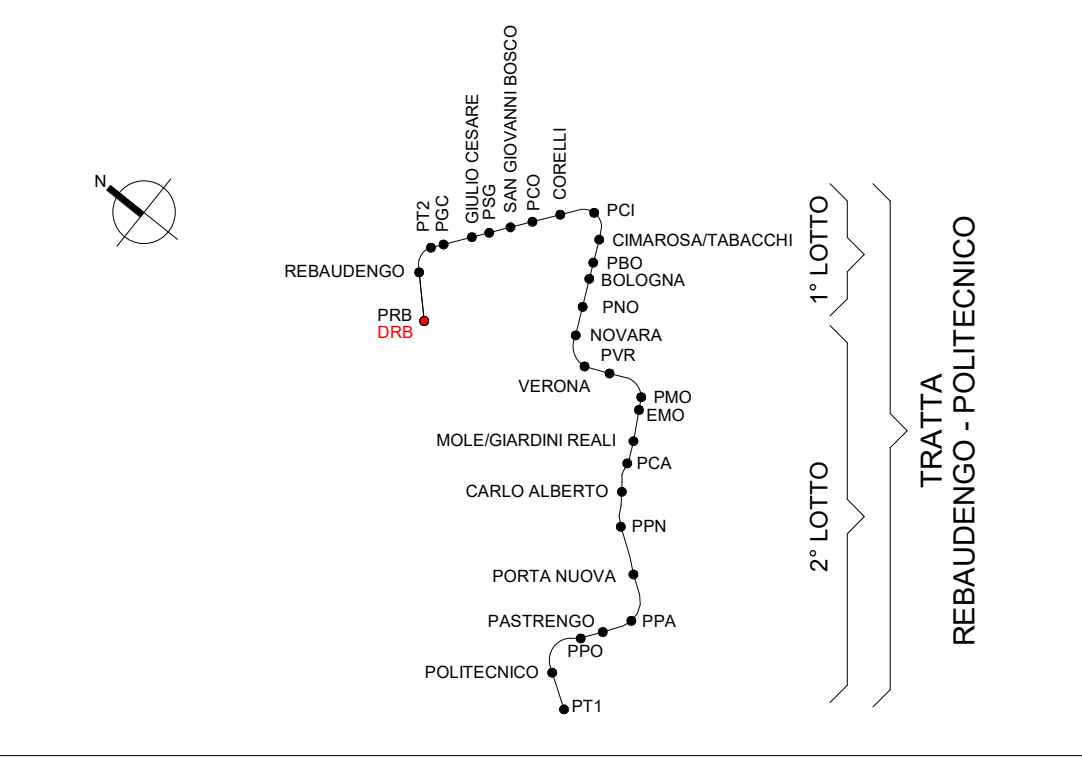 N
REBAUDENGO
PRB
DRB
PT2
PGC
GIULIO CESARE
PSG
SAN GIOVANNI BOSCO
PCO
CORELLI
PCI
CIMAROSA/TABACCHI
PBO
BOLOGNA
PNO
NOVARA
PVR
VERONA
PMO
EMO
MOLE/GIARDINI REALI
PCA
CARLO ALBERTO
PPN
PORTA NUOVA
PPA
PASTRENGO
PPO
POLITECNICO
PT1
1° LOTTO
2° LOTTO
TRATTA
REBAUDENGO - POLITECNICO